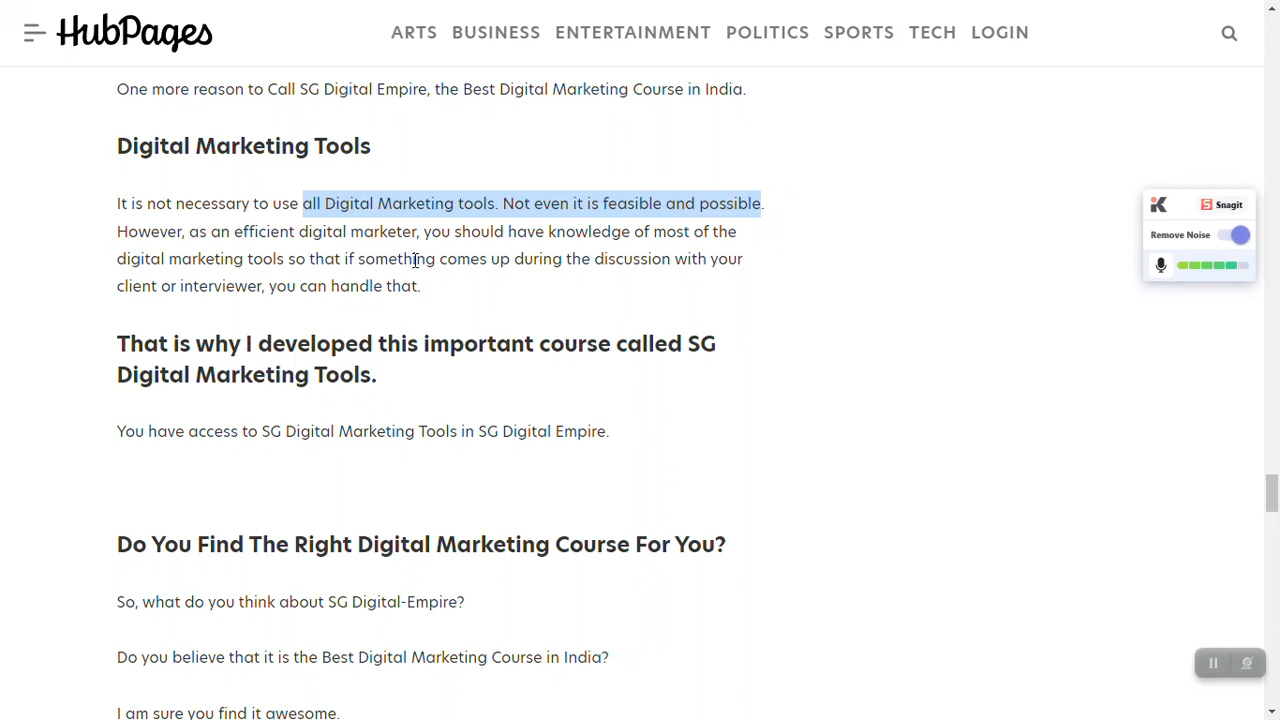 HubPages
ARTS BUSINESS ENTERTAINMENT POLITICS SPORTS TECH LOGIN
One more reason to Call SG Digital Empire, the Best Digital Marketing Course in India.
Digital Marketing Tools
It is not necessary to use all Digital Marketing tools. Not even it is feasible and possible.
However, as an efficient digital marketer, you should have knowledge of most of the
digital marketing tools so that if something comes up during the discussion with your
client or interviewer, you can handle that.
That is why I developed this important course called SG
Digital Marketing Tools.
You have access to SG Digital Marketing Tools in SG Digital Empire.
Do You Find The Right Digital Marketing Course For You?
So, what do you think about SG Digital-Empire?
Do you believe that it is the Best Digital Marketing Course in India?
I am sure you find it awesome.
S Snagit
Remove Noise